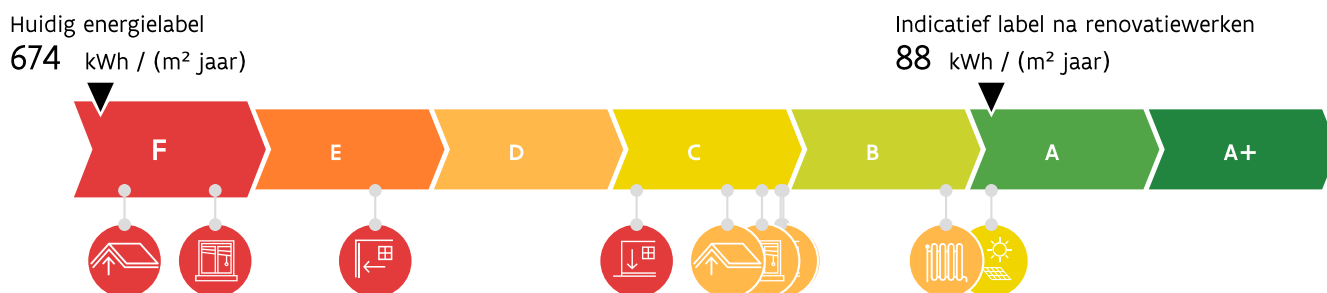 Huidig energielabel
674 kWh / (m² jaar)
Indicatief label na renovatiewerken
88 kWh / (m² jaar)
F E D C B A A+